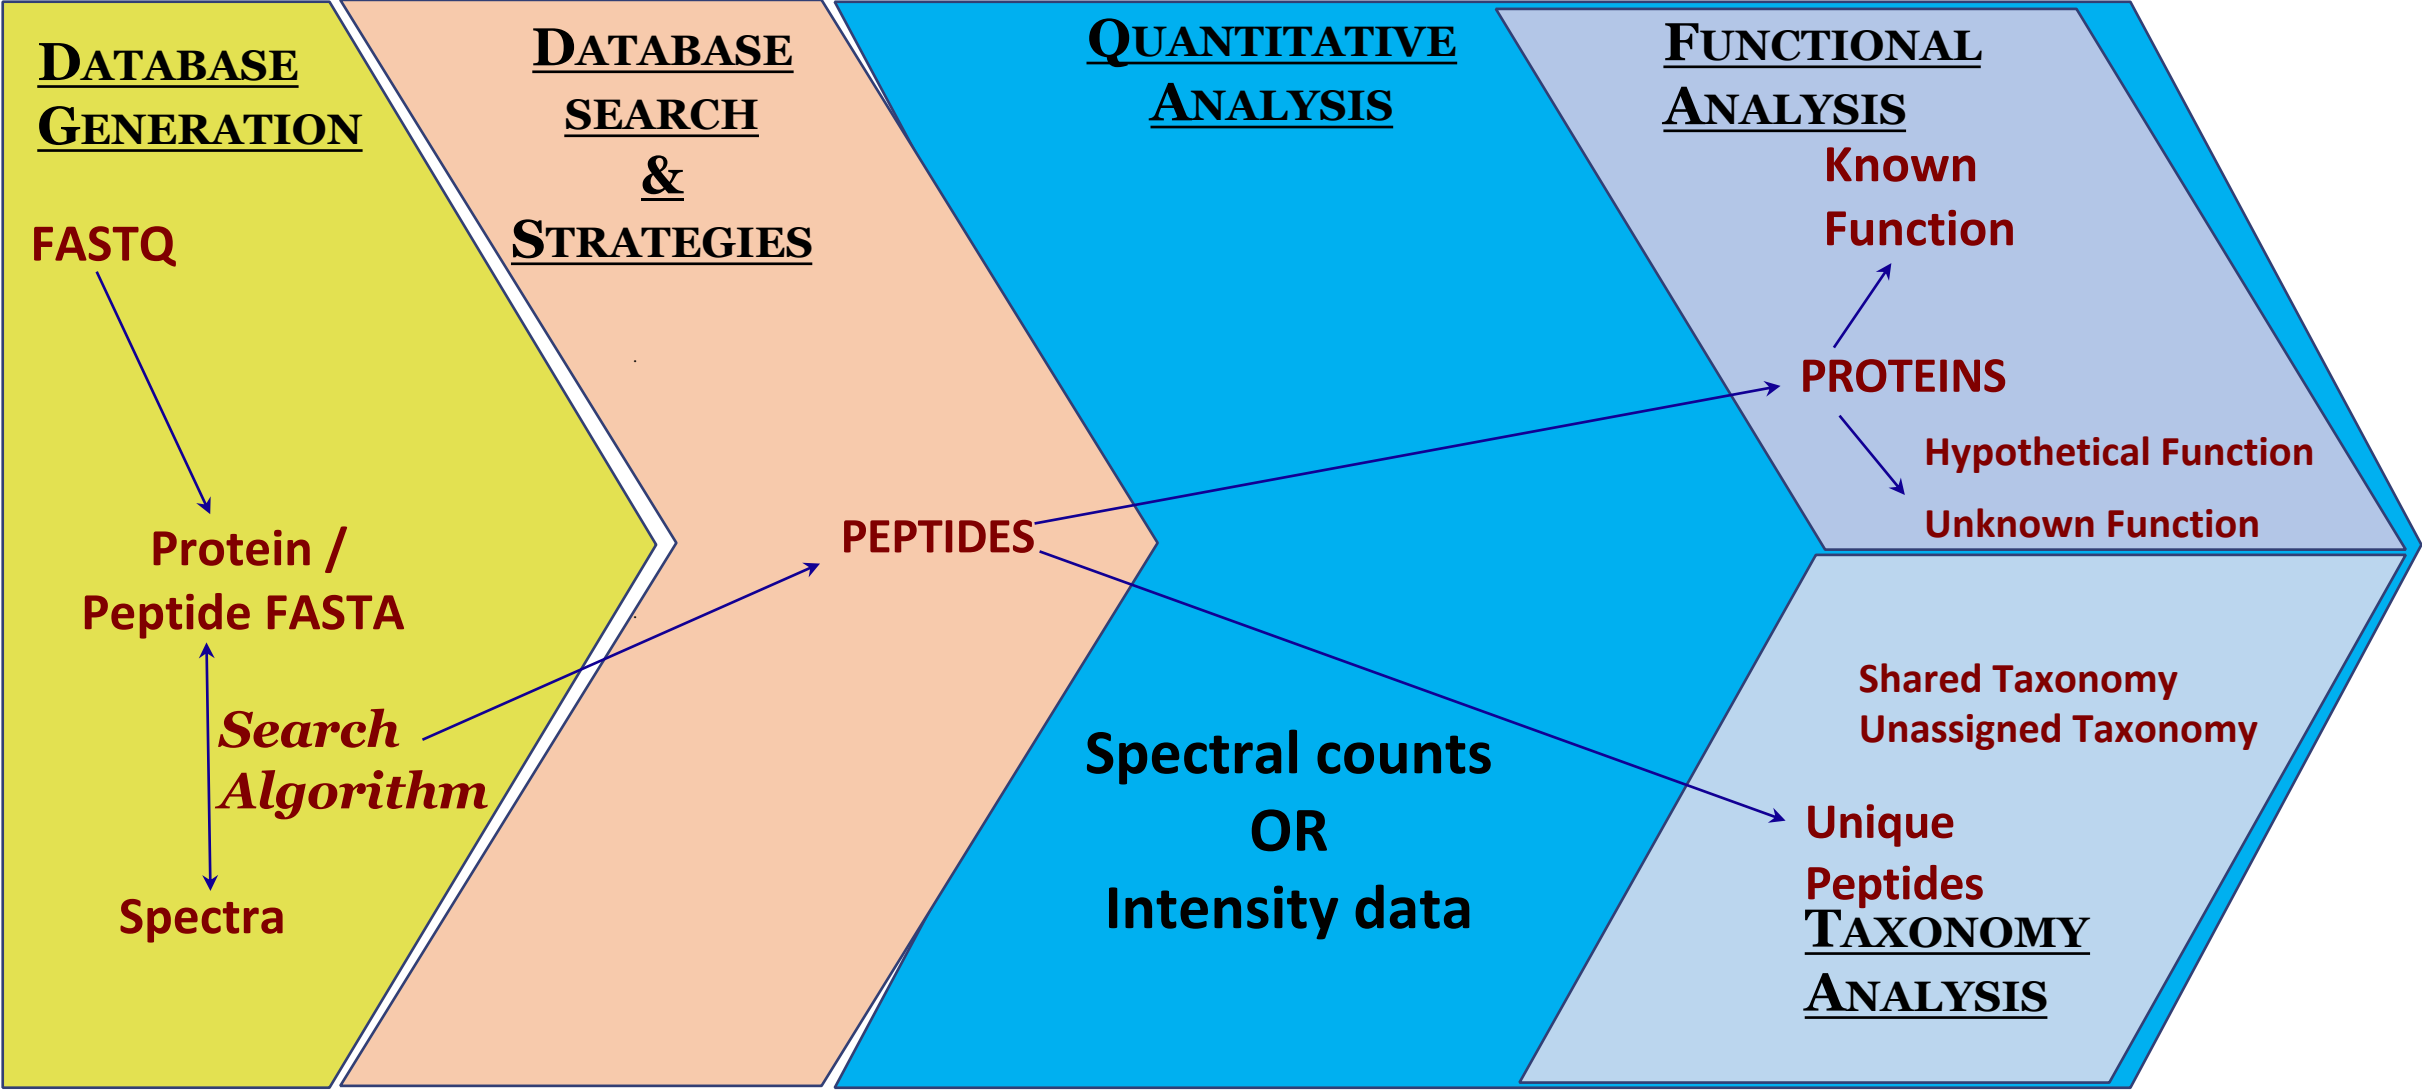 DATABASE
GENERATION
FASTQ
Protein /
Peptide FASTA
Search
Algorithm
Spectra
DATABASE
SEARCH
&
STRATEGIES
PEPTIDES
QUANTITATIVE
ANALYSIS
Spectral counts
OR
Intensity data
FUNCTIONAL
ANALYSIS
Known
Function
PROTEINS
Hypothetical Function
Unknown Function
Shared Taxonomy
Unassigned Taxonomy
Unique
Peptides
TAXONOMY
ANALYSIS